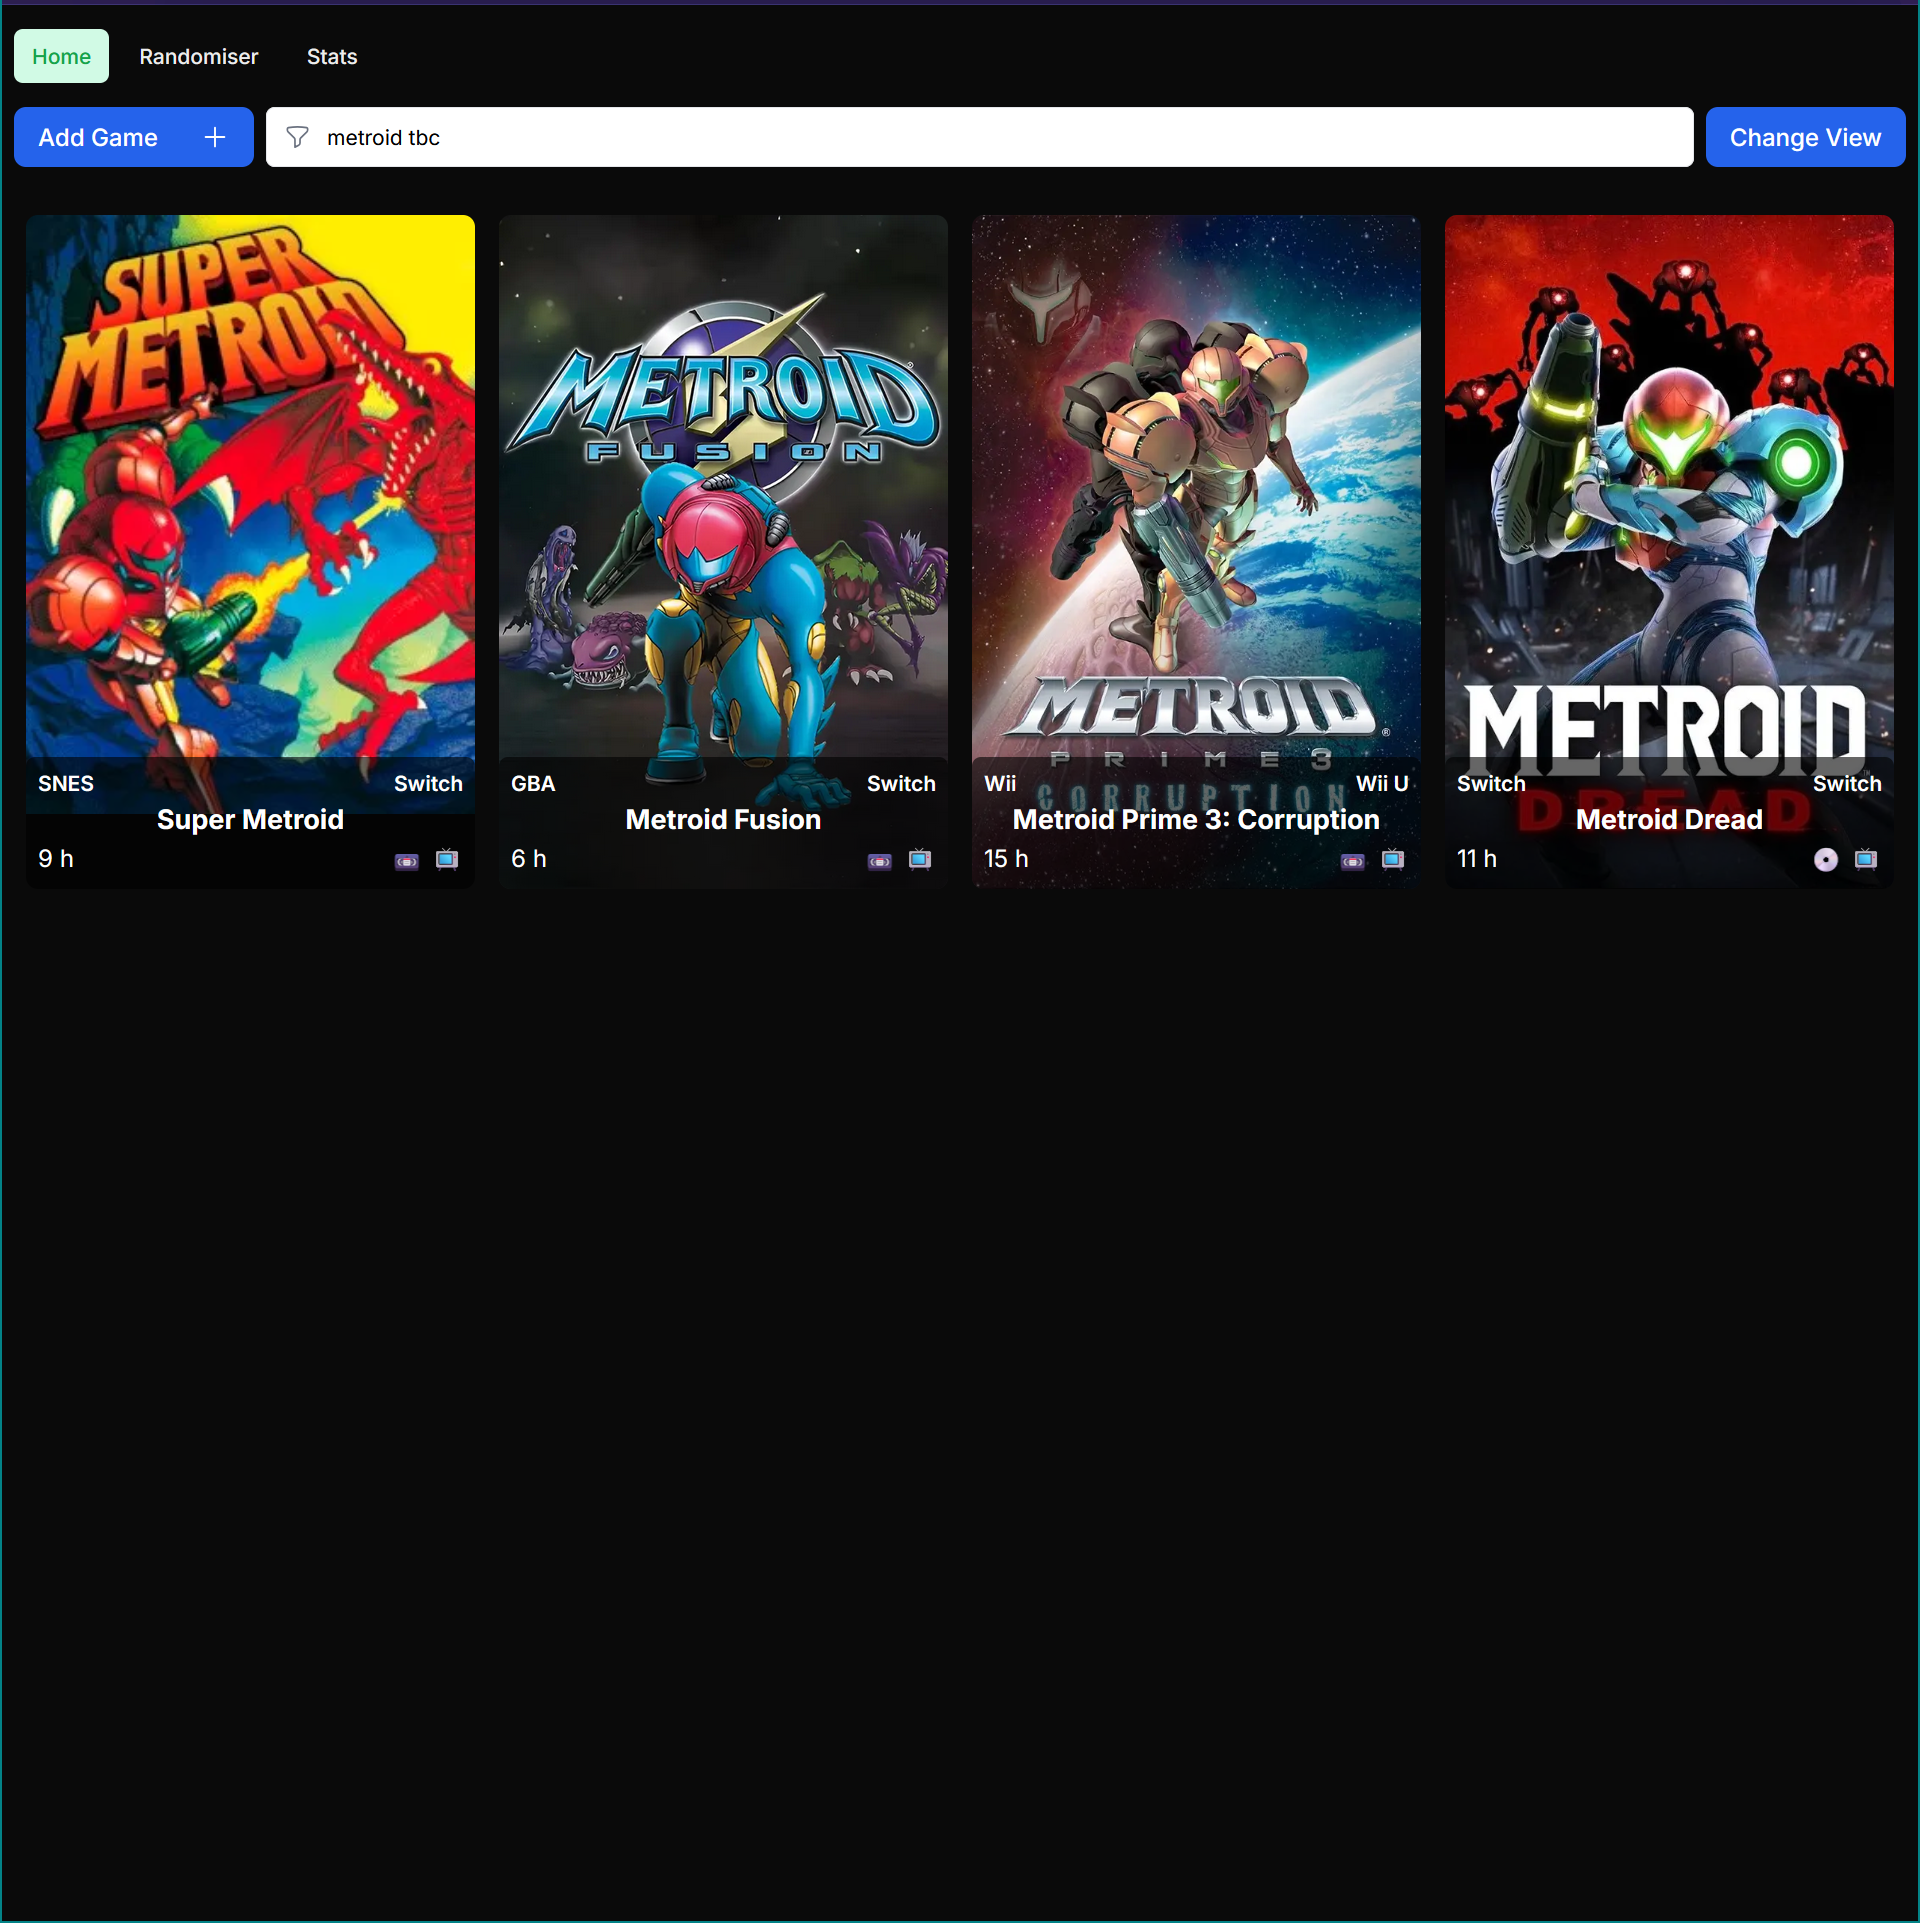 Home Randomiser Stats
Add Game metroid tbc Change View
SUPER
METROID
SNES Switch
Super Metroid
9 h
METROID
FUSION
GBA Switch
Metroid Fusion
6 h
METROID®
PRIME 3
CORRUPTION
Wii Wii U
Metroid Prime 3: Corruption
15 h
METROID
DREAD
Switch Switch
Metroid Dread
11 h